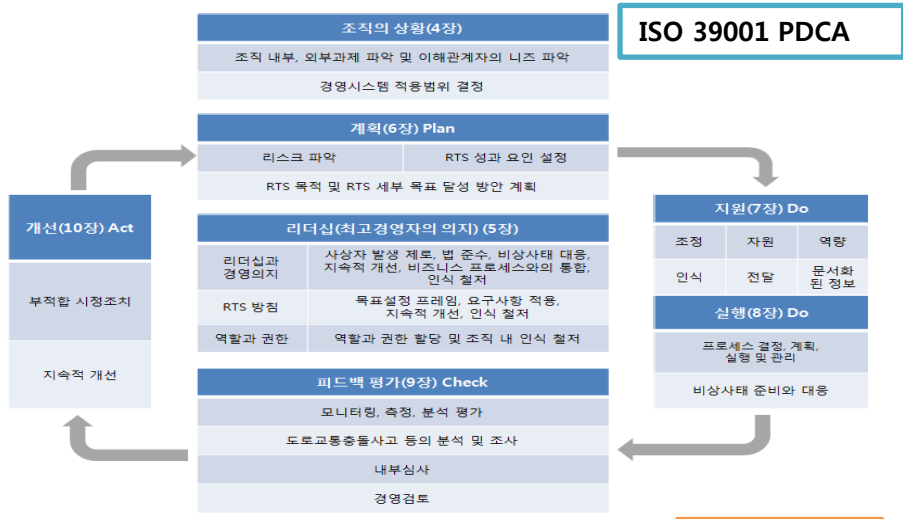 ISO 39001 PDCA
조직의 상황(4장)
조직 내부, 외부과제 파악 및 이해관계자의 니즈 파악
경영시스템 적용범위 결정
계획(6장) Plan
리스크 파악
RTS 성과 요인 설정
RTS 목적 및 RTS 세부 목표 달성 방안 계획
리더십(최고경영자의 의지) (5장)
리더십과
경영의지
사상자 발생 제로, 법 준수, 비상사태 대응,
지속적 개선, 비즈니스 프로세스와의 통합,
인식 철저
RTS 방침
목표설정 프레임, 요구사항 적용,
지속적 개선, 인식 철저
역할과 권한
역할과 권한 할당 및 조직 내 인식 철저
지원(7장) Do
조정
자원
역량
인식
전달
문서화
된 정보
실행(8장) Do
프로세스 결정, 계획,
실행 및 관리
비상사태 준비와 대응
피드백 평가(9장) Check
모니터링, 측정, 분석 평가
도로교통충돌사고 등의 분석 및 조사
내부심사
경영검토
개선(10장) Act
부적합 시정조치
지속적 개선